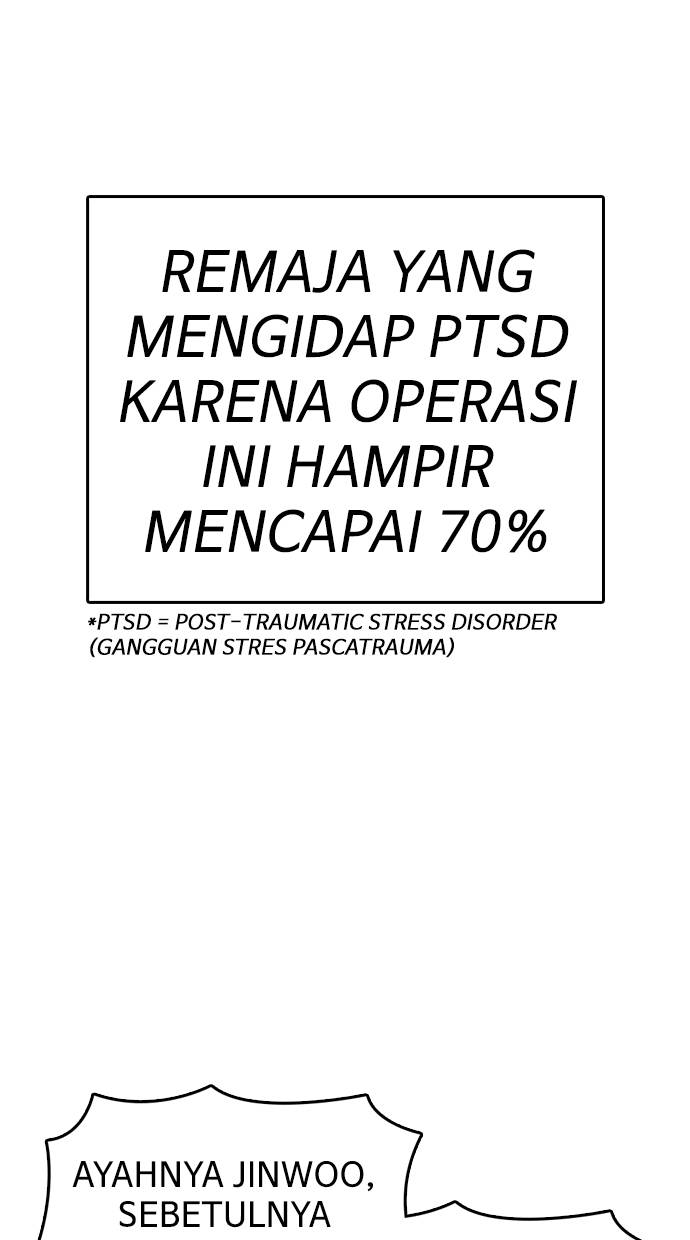 REMAJA YANG
MENGIDAP PTSD
KARENA OPERASI
INI HAMPIR
MENCAPAI 70%
*PTSD = POST-TRAUMATIC STRESS DISORDER
(GANGGUAN STRES PASCATRAUMA)
AYAHNYA JINWOO,
SEBETULNYA